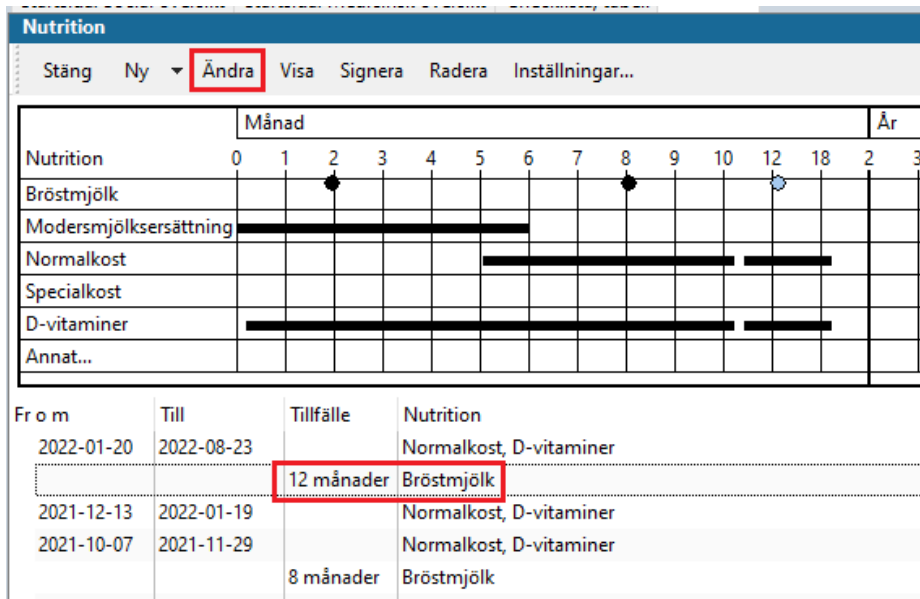 Nutrition
Stäng Ny Ändra Visa Signera Radera Inställningar...
Månad År
Nutrition 0 1 2 3 4 5 6 7 8 9 10 12 18 2 3
Bröstmjölk
Modersmjölksersättning
Normalkost
Specialkost
D-vitaminer
Annat...
Fr o m Till Tillfälle Nutrition
2022-01-20 2022-08-23 Normalkost, D-vitaminer
12 månader Bröstmjölk
2021-12-13 2022-01-19 Normalkost, D-vitaminer
2021-10-07 2021-11-29 Normalkost, D-vitaminer
8 månader Bröstmjölk